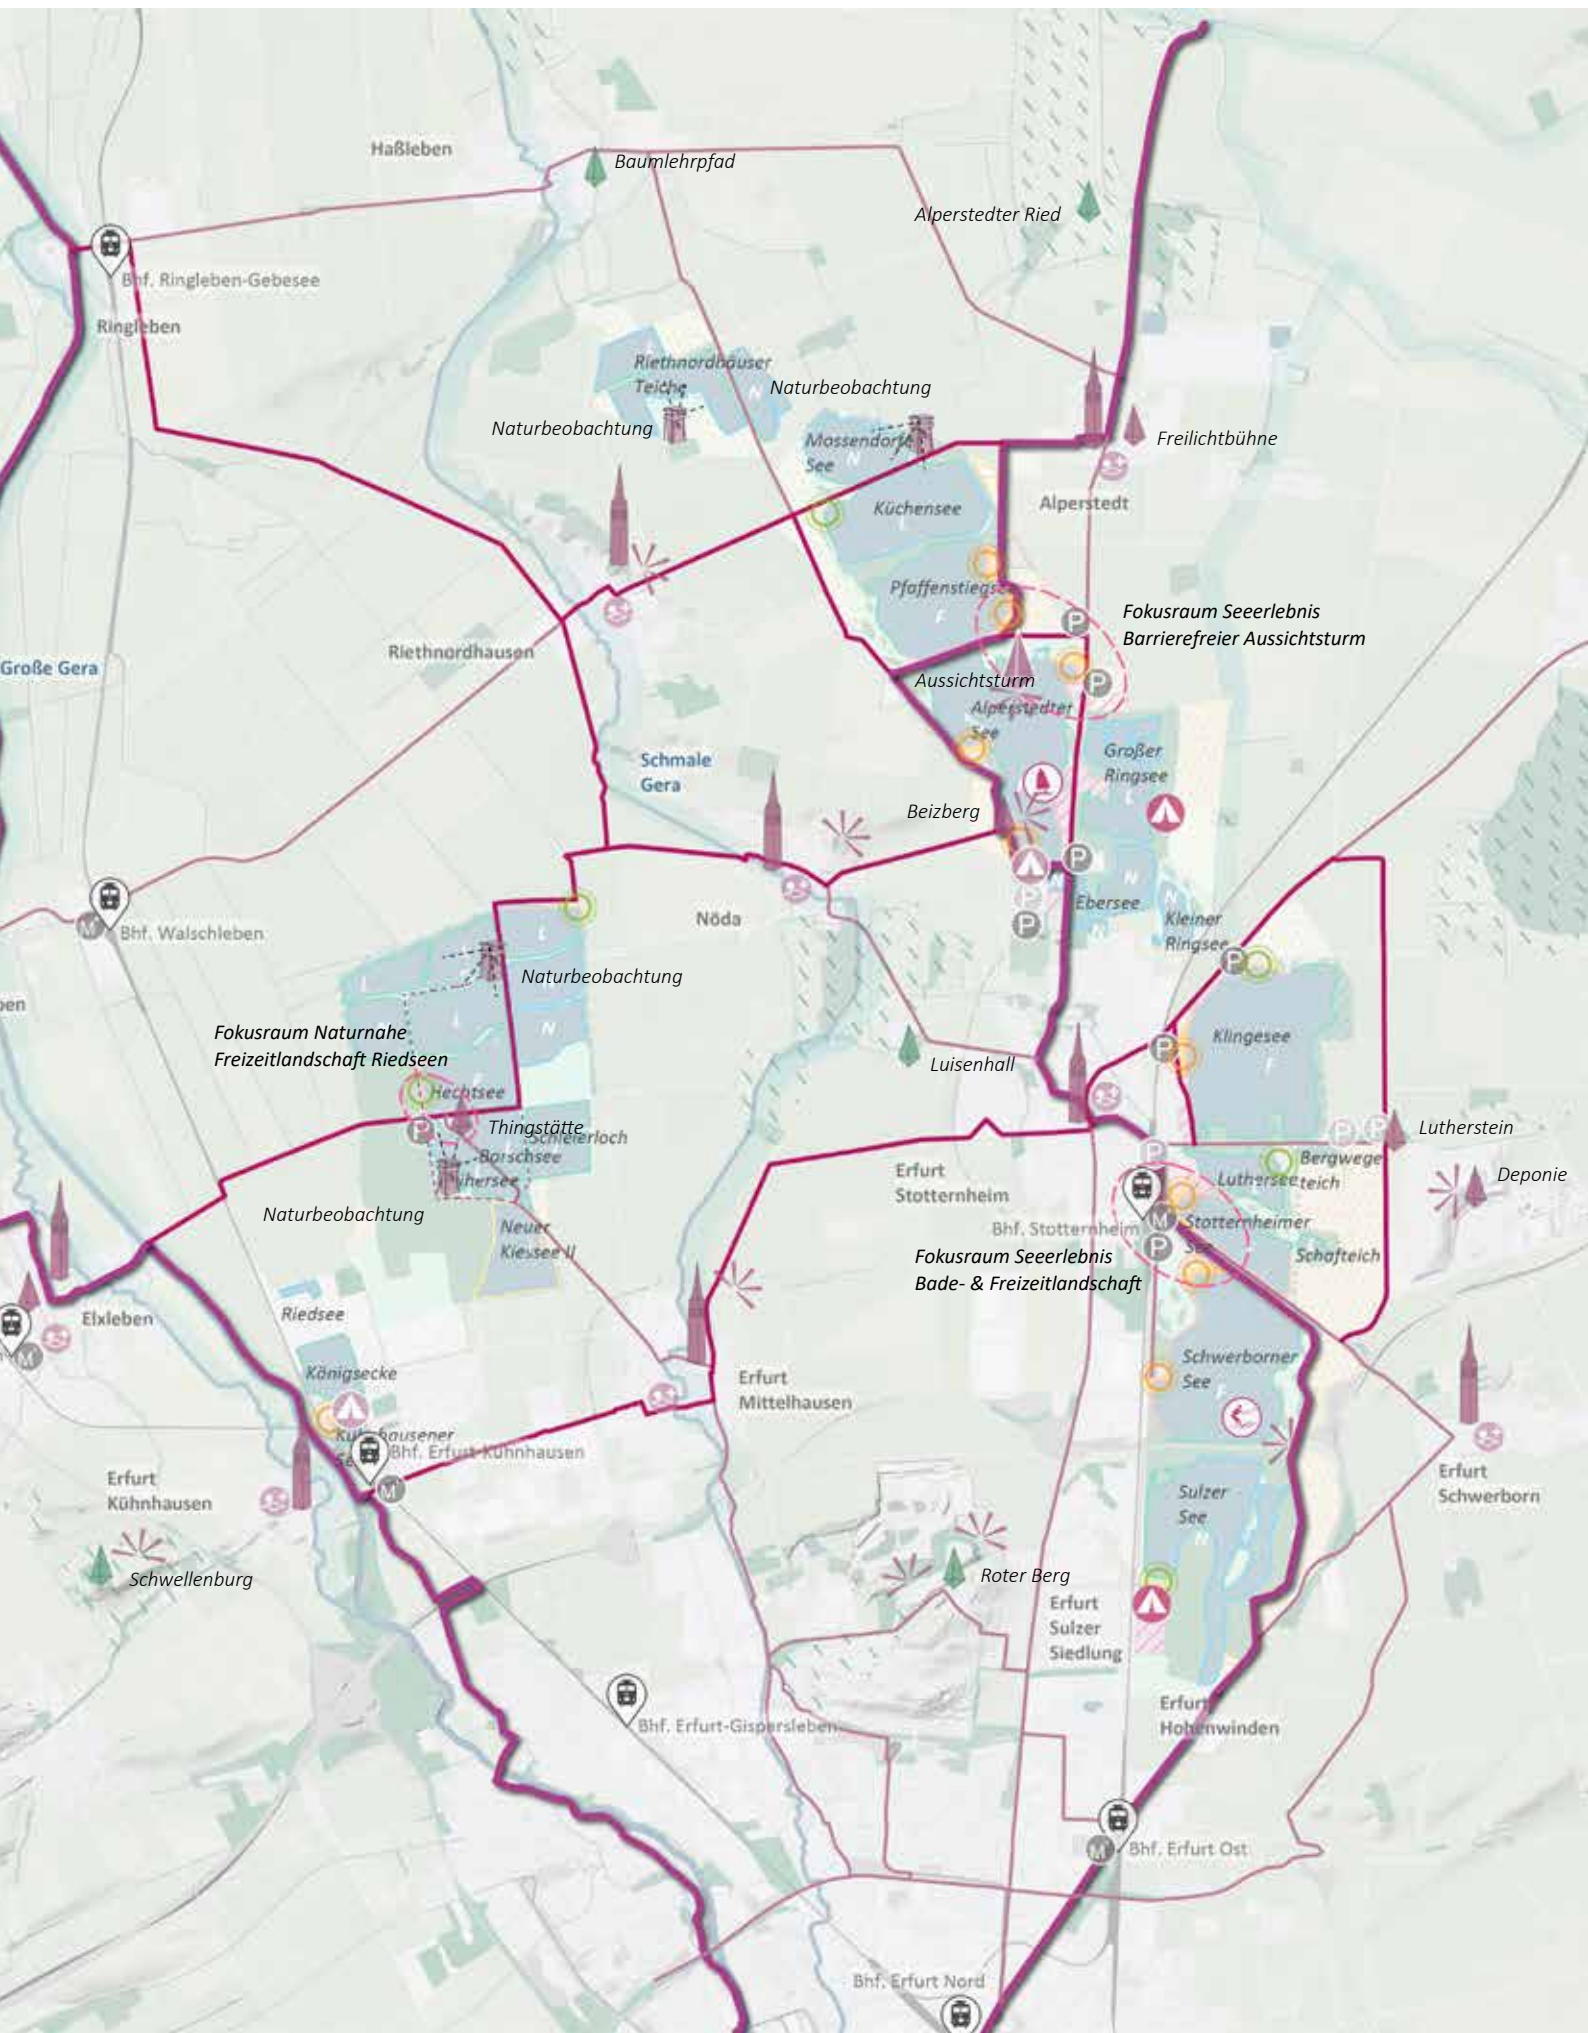 Haßleben
Baumlehrpfad
Alperstedter Ried
Bhf. Ringleben-Gebesee
Ringleben
Riethnordhäuser
Teiche
Naturbeobachtung
Naturbeobachtung
N
Mossendorfer
See
N
Freilichtbühne
Küchensee
L
Alperstedt
Pfaffenstiegsee
F
Fokusraum Seeerlebnis
Barrierefreier Aussichtsturm
P
Riethnordhausen
Große Gera
Aussichtsturm
P
Alperstedter
See
Schmale
Gera
Großer
Ringsee
L
Beizberg
P
N
Ebersee
N
N
P
P
Kleiner
Ringsee
P
M
Bhf. Walschleben
Nöda
L
L
Naturbeobachtung
N
L
Fokusraum Naturnahe
Freizeitlandschaft Riedseen
Klingesee
F
P
Luisenhall
Hechtsee
P
Thingstätte
Schleierloch
Barschsee
P
P
Lutherstein
P
Bergwege
teich
Luthersee
Deponie
Erfurt
Stotternheim
Bhf. Stotternheim
M
P
Stotternheimer
See
Schafteich
Fokusraum Seeerlebnis
Bade- & Freizeitlandschaft
Naturbeobachtung
Neuer
Kiessee II
Riedsee
Elxleben
M
Königsecke
Erfurt
Mittelhausen
Schwerborner
See
F
Bhf. Erfurt-Kühnhausen
M
Erfurt
Kühnhausen
Erfurt
Schwerborn
Sulzer
See
N
Schwellenburg
Roter Berg
Erfurt
Sulzer
Siedlung
Erfurt
Hohenwinden
Bhf. Erfurt-Gispersleben
M
Bhf. Erfurt Ost
Bhf. Erfurt Nord